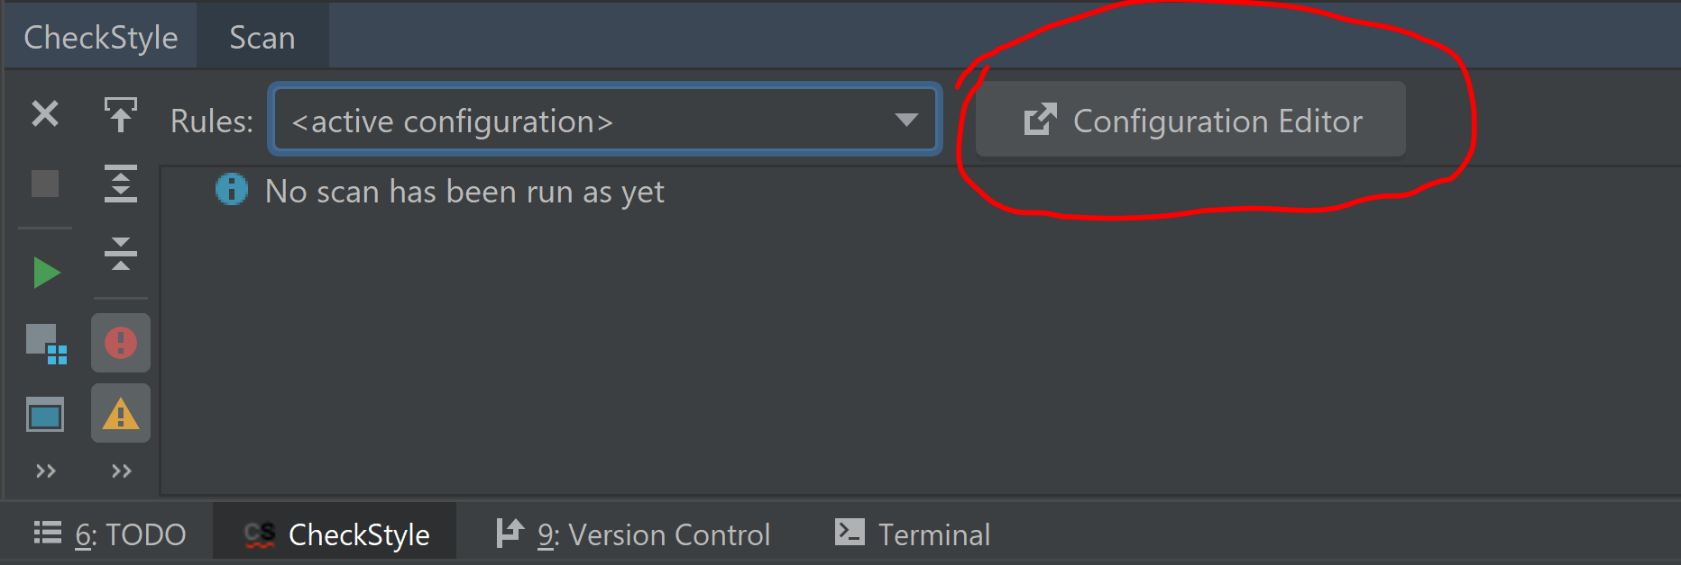 CheckStyle Scan
Rules: <active configuration> Configuration Editor
No scan has been run as yet
6: TODO CS CheckStyle 9: Version Control Terminal